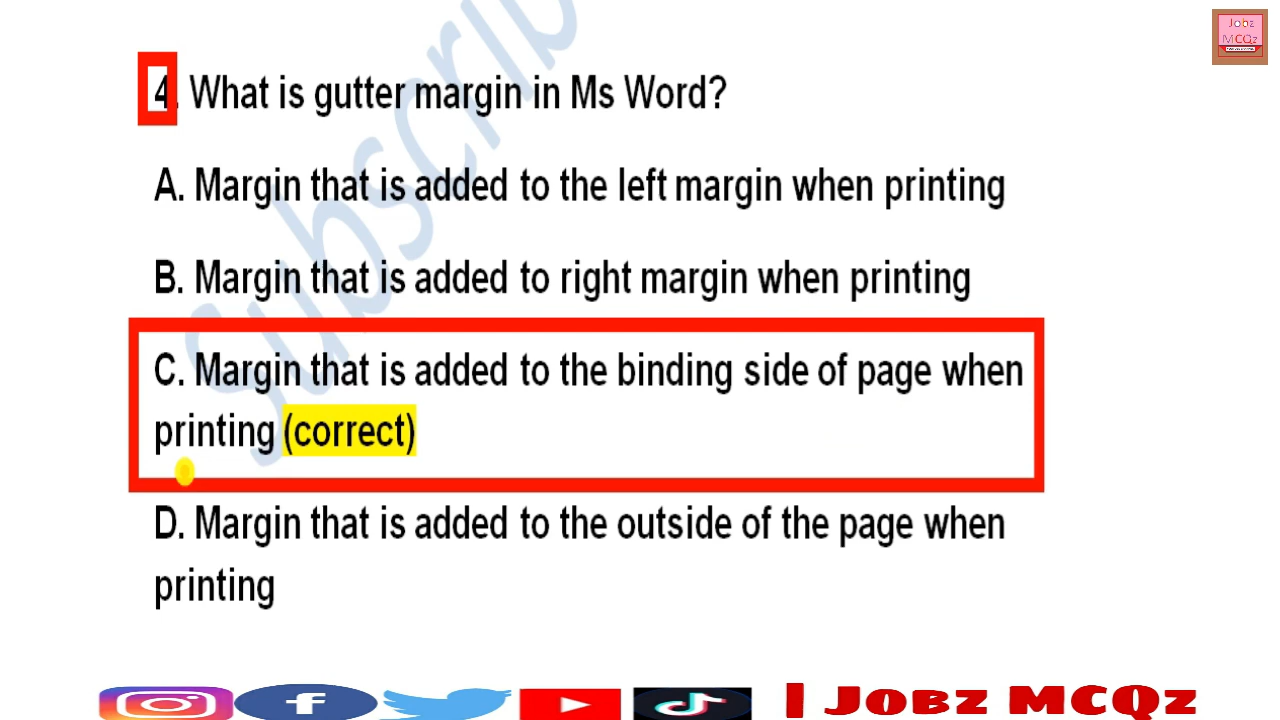 Jobz
MCQz
4. What is gutter margin in Ms Word?
A. Margin that is added to the left margin when printing
B. Margin that is added to right margin when printing
C. Margin that is added to the binding side of page when
printing (correct)
D. Margin that is added to the outside of the page when
printing
| Jobz MCQz